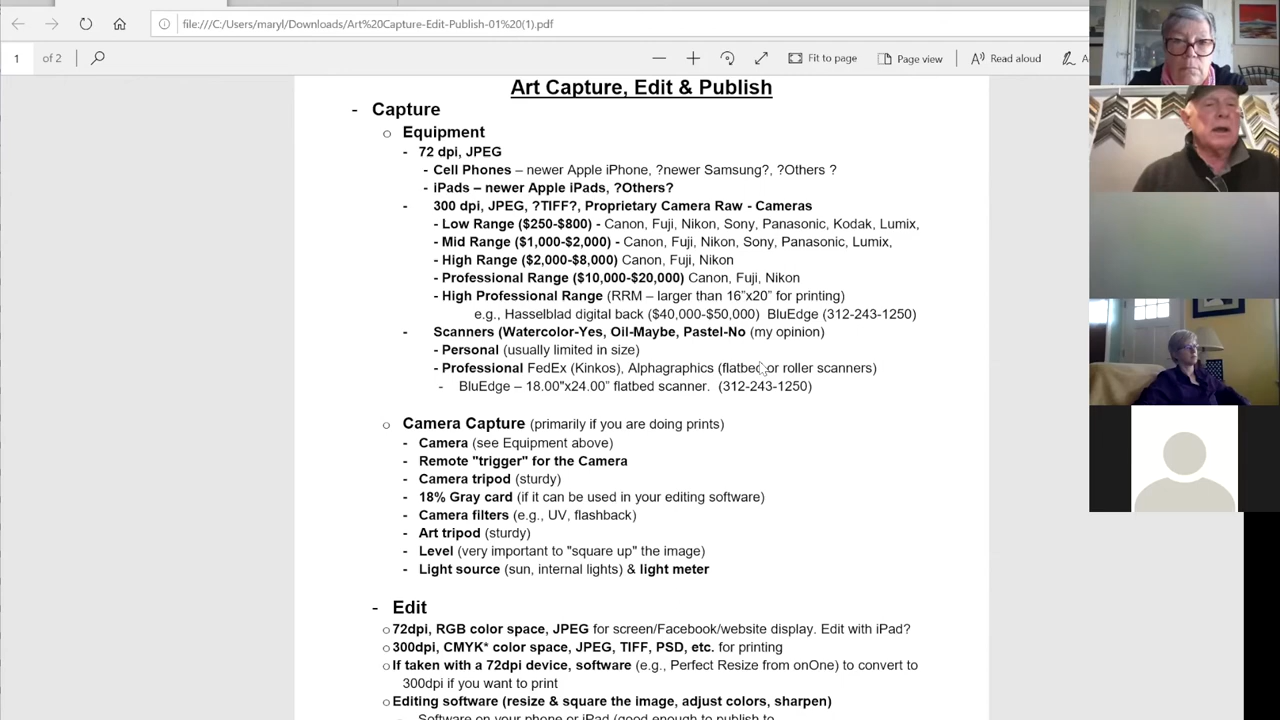 file:///C:/Users/maryl/Downloads/Art%20Capture-Edit-Publish-01%20(1).pdf
1 of 2 Fit to page Page view Read aloud
Art Capture, Edit & Publish
- Capture
o Equipment
- 72 dpi, JPEG
- Cell Phones – newer Apple iPhone, ?newer Samsung?, ?Others ?
- iPads – newer Apple iPads, ?Others?
- 300 dpi, JPEG, ?TIFF?, Proprietary Camera Raw - Cameras
- Low Range ($250-$800) - Canon, Fuji, Nikon, Sony, Panasonic, Kodak, Lumix,
- Mid Range ($1,000-$2,000) - Canon, Fuji, Nikon, Sony, Panasonic, Lumix,
- High Range ($2,000-$8,000) Canon, Fuji, Nikon
- Professional Range ($10,000-$20,000) Canon, Fuji, Nikon
- High Professional Range (RRM – larger than 16”x20” for printing)
e.g., Hasselblad digital back ($40,000-$50,000) BluEdge (312-243-1250)
- Scanners (Watercolor-Yes, Oil-Maybe, Pastel-No (my opinion)
- Personal (usually limited in size)
- Professional FedEx (Kinkos), Alphagraphics (flatbed or roller scanners)
- BluEdge – 18.00"x24.00” flatbed scanner. (312-243-1250)
o Camera Capture (primarily if you are doing prints)
- Camera (see Equipment above)
- Remote "trigger" for the Camera
- Camera tripod (sturdy)
- 18% Gray card (if it can be used in your editing software)
- Camera filters (e.g., UV, flashback)
- Art tripod (sturdy)
- Level (very important to "square up" the image)
- Light source (sun, internal lights) & light meter
- Edit
o 72dpi, RGB color space, JPEG for screen/Facebook/website display. Edit with iPad?
o 300dpi, CMYK* color space, JPEG, TIFF, PSD, etc. for printing
o If taken with a 72dpi device, software (e.g., Perfect Resize from onOne) to convert to
300dpi if you want to print
o Editing software (resize & square the image, adjust colors, sharpen)
- Software on your phone or iPad (good enough to publish to